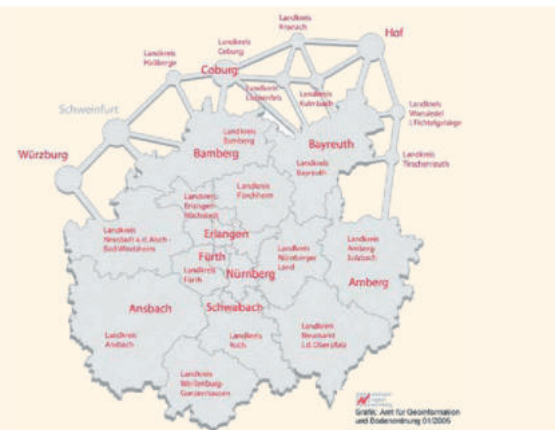 Landkreis
Kronach
Hof
Landkreis
Coburg
Landkreis
Haßberge
Coburg
Landkreis
Landkreis
Kulmbach
Landkreis
Wunsiedel
i.Fichtelgebirge
Schweinfurt
Landkreis
Bamberg
Bayreuth
Würzburg
Bamberg
Landkreis
Bayreuth
Landkreis
Tirschenreuth
Landkreis
Forchheim
Landkreis
Erlangen-
Höchstadt
Landkreis
Neustadt a.d.Aisch -
Bad Windsheim
Erlangen
Landkreis
Nürnberger
Land
Landkreis
Amberg-
Sulzbach
Fürth
Landkreis
Fürth
Nürnberg
Amberg
Ansbach
Schwabach
Landkreis
Ansbach
Landkreis
Roth
Landkreis
Neumarkt
i.d.Oberpfalz
Landkreis
Weißenburg-
Gunzenhausen
Grafik: Amt für Geoinformation
und Bodenordnung 01/2005